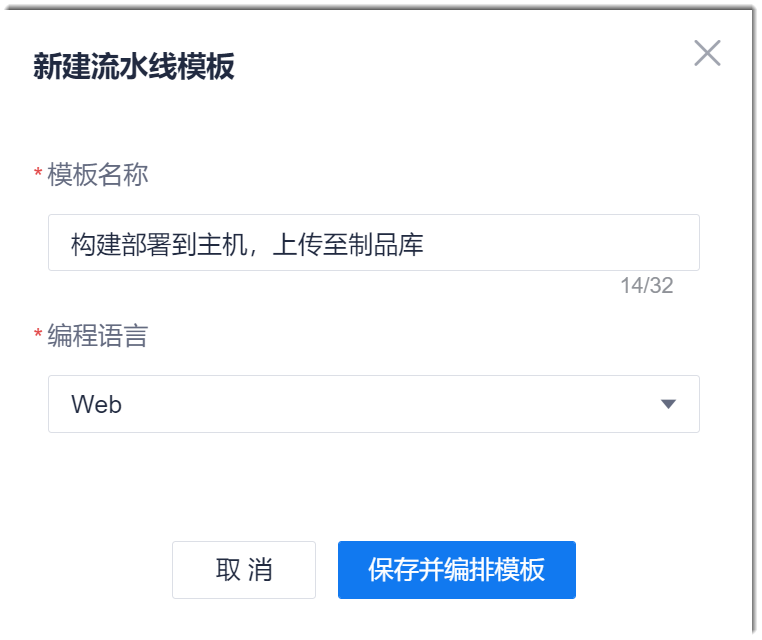 新建流水线模板
*模板名称
构建部署到主机，上传至制品库
14/32
*编程语言
Web
取 消
保存并编排模板